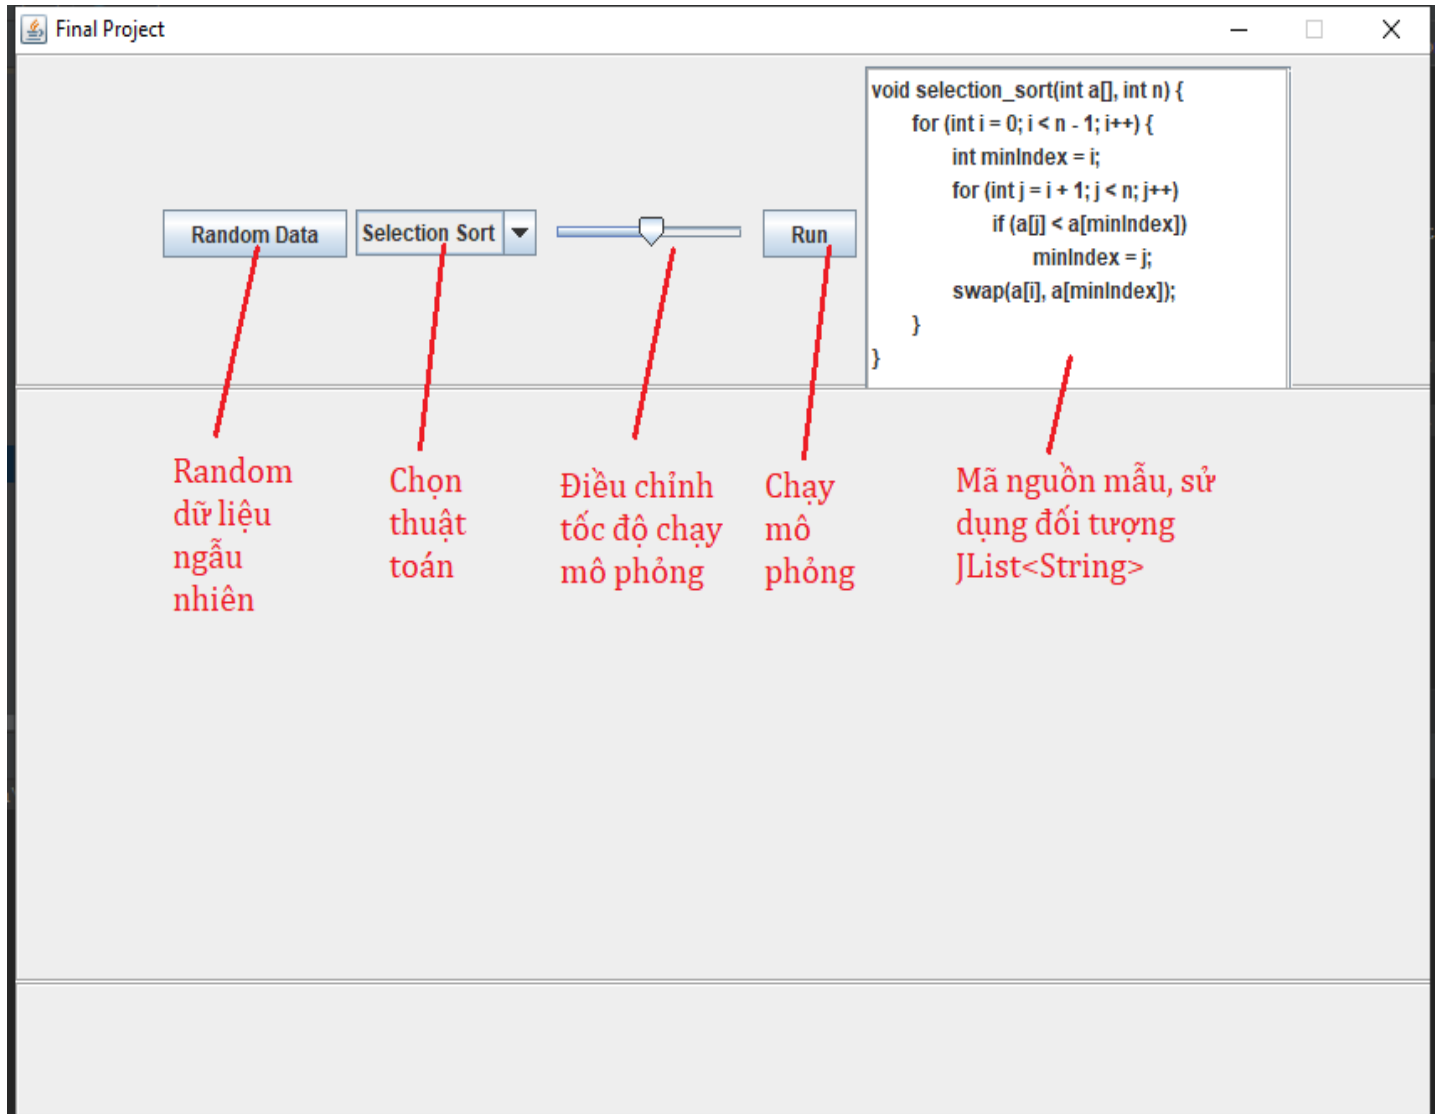 Final Project
Random Data
Selection Sort
Run
void selection_sort(int a[], int n) {
for (int i = 0; i < n - 1; i++) {
int minIndex = i;
for (int j = i + 1; j < n; j++)
if (a[j] < a[minIndex])
minIndex = j;
swap(a[i], a[minIndex]);
}
}
Random
dữ liệu
ngẫu
nhiên
Chọn
thuật
toán
Điều chỉnh
tốc độ chạy
mô phỏng
Chạy
mô
phỏng
Mã nguồn mẫu, sử
dụng đối tượng
JList<String>